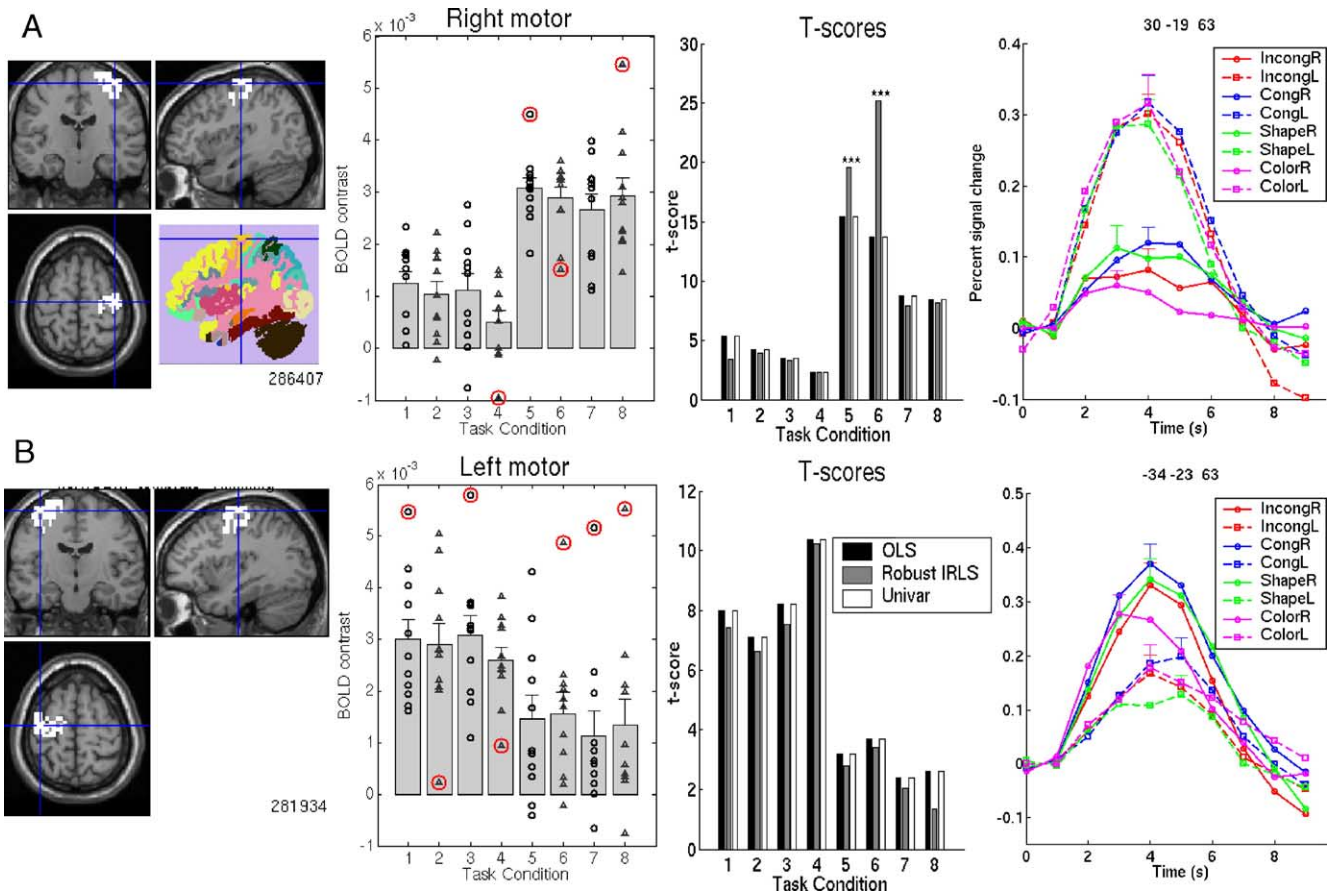 A
Right motor
x 10⁻³
6
5
4
3
2
1
0
-1
BOLD contrast
1 2 3 4 5 6 7 8
Task Condition
286407
T-scores
30
25
20
15
10
5
0
t-score
***
***
1 2 3 4 5 6 7 8
Task Condition
30 -19 63
0.4
0.3
0.2
0.1
0
-0.1
Percent signal change
0 2 4 6 8
Time (s)
IncongR
IncongL
CongR
CongL
ShapeR
ShapeL
ColorR
ColorL
B
Left motor
x 10⁻³
6
5
4
3
2
1
0
-1
BOLD contrast
1 2 3 4 5 6 7 8
Task Condition
281934
T-scores
12
10
8
6
4
2
0
t-score
OLS
Robust IRLS
Univar
1 2 3 4 5 6 7 8
Task Condition
-34 -23 63
0.5
0.4
0.3
0.2
0.1
0
-0.1
0 2 4 6 8
Time (s)
IncongR
IncongL
CongR
CongL
ShapeR
ShapeL
ColorR
ColorL